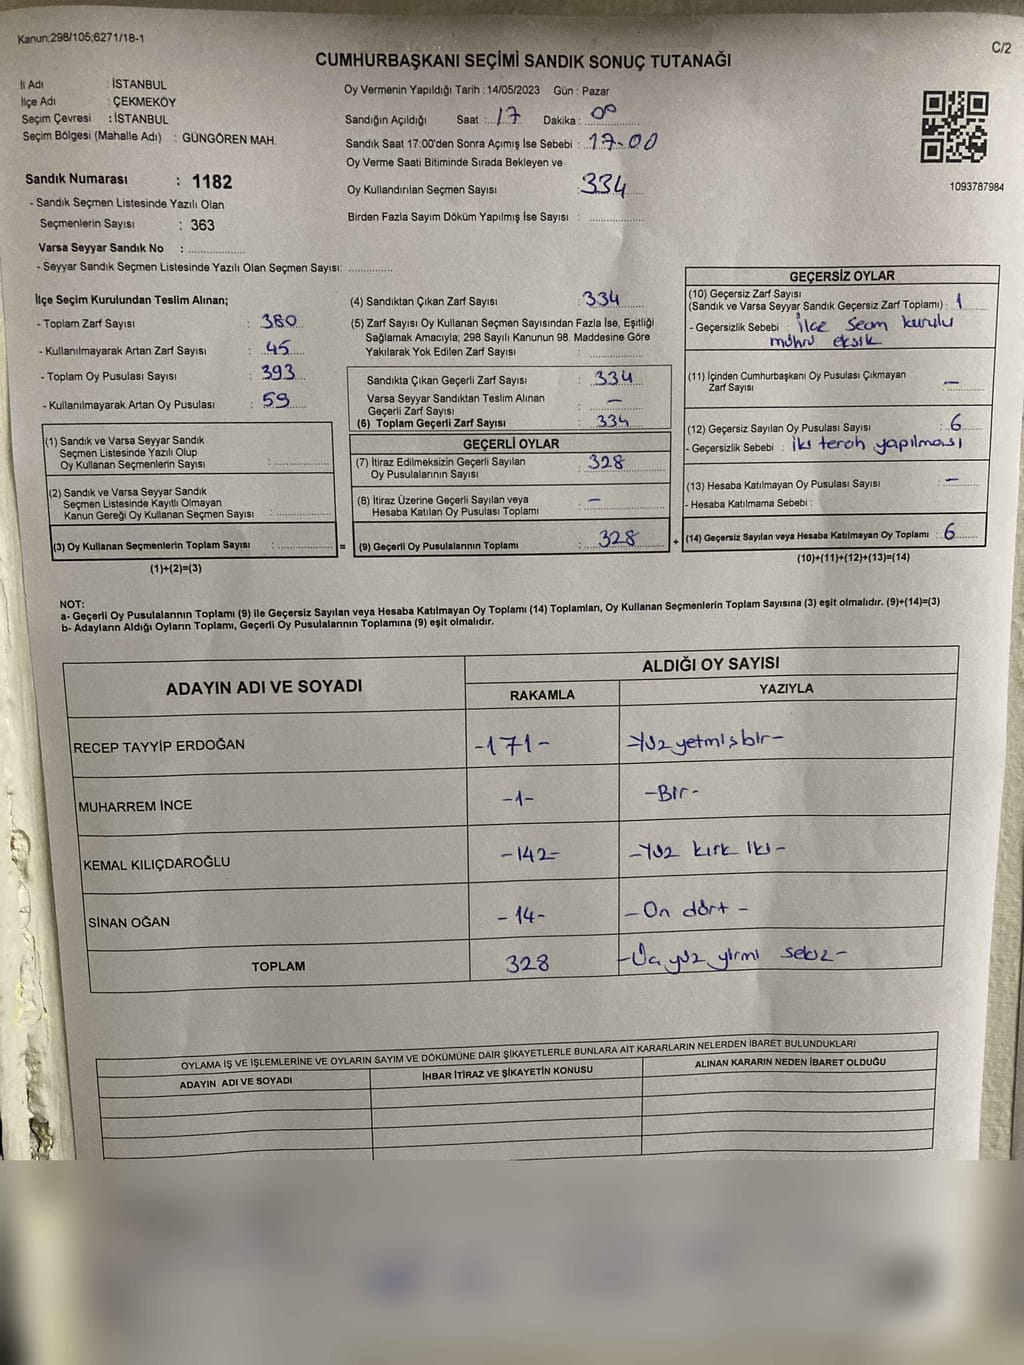 Kanun:298/105,6271/18-1
C/2
CUMHURBAŞKANI SEÇİMİ SANDIK SONUÇ TUTANAĞI
İl Adı : İSTANBUL
İlçe Adı : ÇEKMEKÖY
Seçim Çevresi : İSTANBUL
Seçim Bölgesi (Mahalle Adı) : GÜNGÖREN MAH.
Oy Vermenin Yapıldığı Tarih : 14/05/2023 Gün : Pazar
Sandığın Açıldığı Saat : 17 Dakika : 00
Sandık Saat 17:00'den Sonra Açımış İse Sebebi : 17-00
Oy Verme Saati Bitiminde Sırada Bekleyen ve
Oy Kullandırılan Seçmen Sayısı : 334
Birden Fazla Sayım Döküm Yapılmış İse Sayısı :
1093787984
Sandık Numarası : 1182
- Sandık Seçmen Listesinde Yazılı Olan
Seçmenlerin Sayısı : 363
Varsa Seyyar Sandık No :
- Seyyar Sandık Seçmen Listesinde Yazılı Olan Seçmen Sayısı:
İlçe Seçim Kurulundan Teslim Alınan;
- Toplam Zarf Sayısı : 380
- Kullanılmayarak Artan Zarf Sayısı : 45
- Toplam Oy Pusulası Sayısı : 393
- Kullanılmayarak Artan Oy Pusulası : 59
(1) Sandık ve Varsa Seyyar Sandık
Seçmen Listesinde Yazılı Olup
Oy Kullanan Seçmenlerin Sayısı :
(2) Sandık ve Varsa Seyyar Sandık
Seçmen Listesinde Kayıtlı Olmayan
Kanun Gereği Oy Kullanan Seçmen Sayısı :
(3) Oy Kullanan Seçmenlerin Toplam Sayısı :
(1)+(2)=(3)
=
(4) Sandıktan Çıkan Zarf Sayısı : 334
(5) Zarf Sayısı Oy Kullanan Seçmen Sayısından Fazla İse, Eşitliği
Sağlamak Amacıyla; 298 Sayılı Kanunun 98. Maddesine Göre
Yakılarak Yok Edilen Zarf Sayısı :
Sandıkta Çıkan Geçerli Zarf Sayısı : 334
Varsa Seyyar Sandıktan Teslim Alınan
Geçerli Zarf Sayısı : –
(6) Toplam Geçerli Zarf Sayısı : 334
GEÇERLİ OYLAR
(7) İtiraz Edilmeksizin Geçerli Sayılan
Oy Pusulalarının Sayısı : 328
(8) İtiraz Üzerine Geçerli Sayılan veya
Hesaba Katılan Oy Pusulası Toplamı : –
(9) Geçerli Oy Pusulalarının Toplamı : 328
+
GEÇERSİZ OYLAR
(10) Geçersiz Zarf Sayısı
(Sandık ve Varsa Seyyar Sandık Geçersiz Zarf Toplamı) : 1
- Geçersizlik Sebebi : İlçe Seçm kurulu
mührü eksik
(11) İçinden Cumhurbaşkanı Oy Pusulası Çıkmayan
Zarf Sayısı : –
(12) Geçersiz Sayılan Oy Pusulası Sayısı : 6
- Geçersizlik Sebebi : iki tercih yapılması
(13) Hesaba Katılmayan Oy Pusulası Sayısı : –
- Hesaba Katılmama Sebebi :
(14) Geçersiz Sayılan veya Hesaba Katılmayan Oy Toplamı : 6
(10)+(11)+(12)+(13)=(14)
NOT:
a- Geçerli Oy Pusulalarının Toplamı (9) ile Geçersiz Sayılan veya Hesaba Katılmayan Oy Toplamı (14) Toplamları, Oy Kullanan Seçmenlerin Toplam Sayısına (3) eşit olmalıdır. (9)+(14)=(3)
b- Adayların Aldığı Oyların Toplamı, Geçerli Oy Pusulalarının Toplamına (9) eşit olmalıdır.
ADAYIN ADI VE SOYADI
ALDIĞI OY SAYISI
RAKAMLA YAZIYLA
RECEP TAYYİP ERDOĞAN -171- -Yüz yetmiş bir-
MUHARREM İNCE -1- -Bir-
KEMAL KILIÇDAROĞLU -142- -Yüz kırk iki-
SİNAN OĞAN -14- -On dört-
TOPLAM 328 -Üç yüz yirmi sekiz-
OYLAMA İŞ VE İŞLEMLERİNE VE OYLARIN SAYIM VE DÖKÜMÜNE DAİR ŞİKAYETLERLE BUNLARA AİT KARARLARIN NELERDEN İBARET BULUNDUKLARI
ADAYIN ADI VE SOYADI İHBAR İTİRAZ VE ŞİKAYETİN KONUSU ALINAN KARARIN NEDEN İBARET OLDUĞU